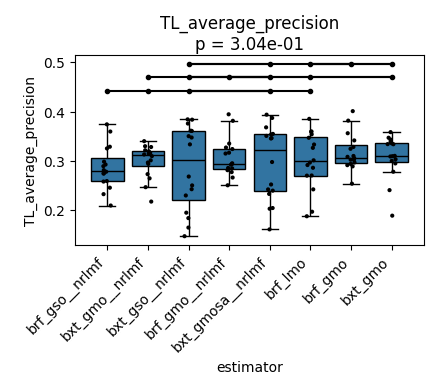 TL_average_precision
p = 3.04e-01
TL_average_precision
0.5
0.4
0.3
0.2
brf_gso__nrlmf
bxt_gmo__nrlmf
bxt_gso__nrlmf
brf_gmo__nrlmf
bxt_gmosa__nrlmf
brf_lmo
brf_gmo
bxt_gmo
estimator